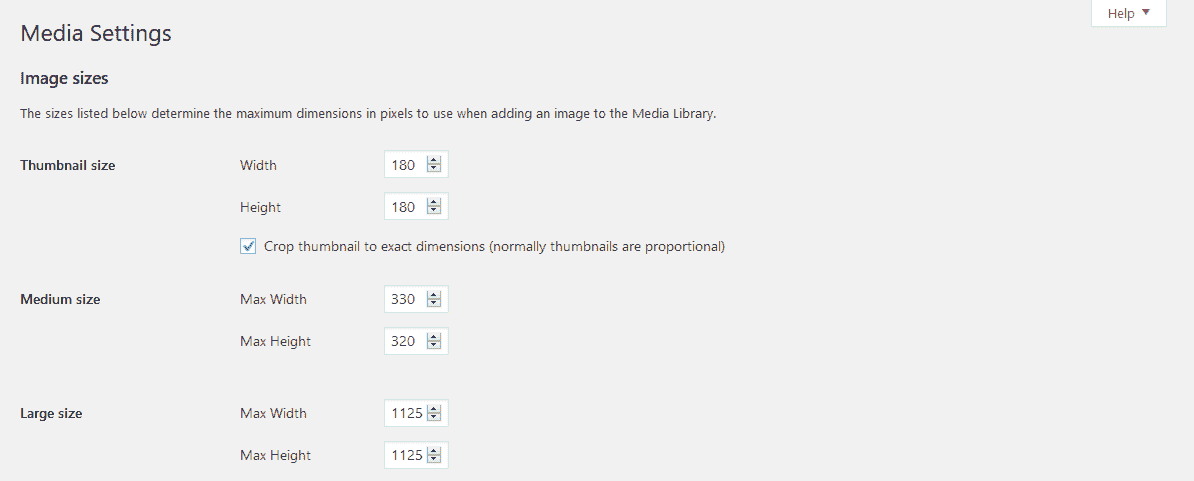 Help
Media Settings
Image sizes
The sizes listed below determine the maximum dimensions in pixels to use when adding an image to the Media Library.
Thumbnail size Width 180
Height 180
Crop thumbnail to exact dimensions (normally thumbnails are proportional)
Medium size Max Width 330
Max Height 320
Large size Max Width 1125
Max Height 1125